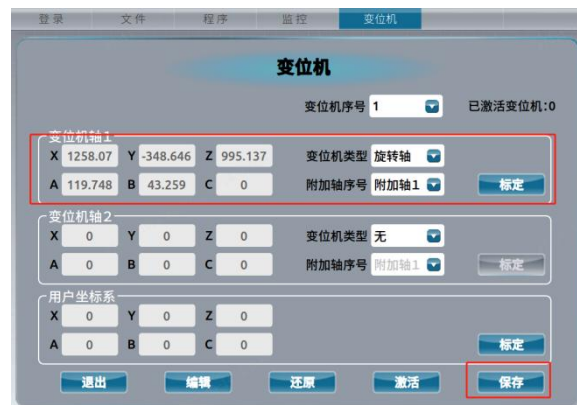 登录 文件 程序 监控 变位机
变位机
变位机序号 1 已激活变位机:0
变位机轴1
X 1258.07 Y -348.646 Z 995.137 变位机类型 旋转轴
A 119.748 B 43.259 C 0 附加轴序号 附加轴1 标定
变位机轴2
X 0 Y 0 Z 0 变位机类型 无
A 0 B 0 C 0 附加轴序号 附加轴1 标定
用户坐标系
X 0 Y 0 Z 0
A 0 B 0 C 0 标定
退出 编辑 还原 激活 保存